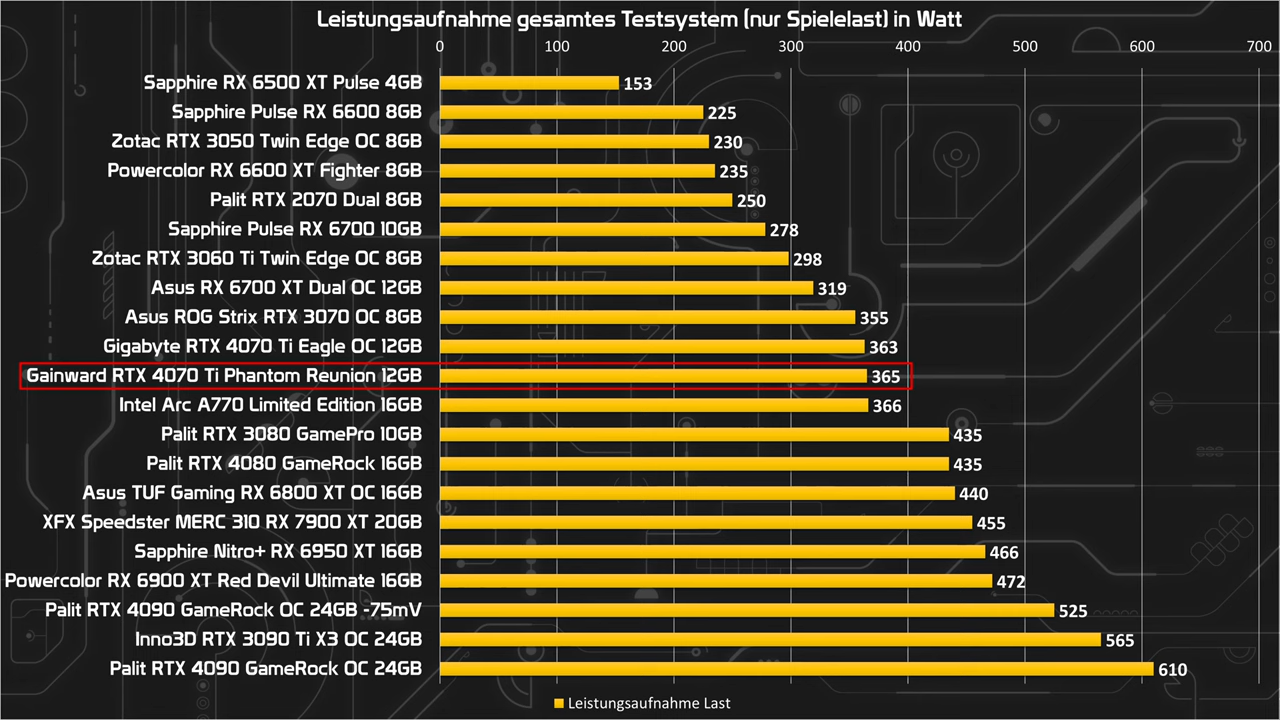 Leistungsaufnahme gesamtes Testsystem (nur Spielelast) in Watt
0 100 200 300 400 500 600 700
Sapphire RX 6500 XT Pulse 4GB 153
Sapphire Pulse RX 6600 8GB 225
Zotac RTX 3050 Twin Edge OC 8GB 230
Powercolor RX 6600 XT Fighter 8GB 235
Palit RTX 2070 Dual 8GB 250
Sapphire Pulse RX 6700 10GB 278
Zotac RTX 3060 Ti Twin Edge OC 8GB 298
Asus RX 6700 XT Dual OC 12GB 319
Asus ROG Strix RTX 3070 OC 8GB 355
Gigabyte RTX 4070 Ti Eagle OC 12GB 363
Gainward RTX 4070 Ti Phantom Reunion 12GB 365
Intel Arc A770 Limited Edition 16GB 366
Palit RTX 3080 GamePro 10GB 435
Palit RTX 4080 GameRock 16GB 435
Asus TUF Gaming RX 6800 XT OC 16GB 440
XFX Speedster MERC 310 RX 7900 XT 20GB 455
Sapphire Nitro+ RX 6950 XT 16GB 466
Powercolor RX 6900 XT Red Devil Ultimate 16GB 472
Palit RTX 4090 GameRock OC 24GB -75mV 525
Inno3D RTX 3090 Ti X3 OC 24GB 565
Palit RTX 4090 GameRock OC 24GB 610
Leistungsaufnahme Last